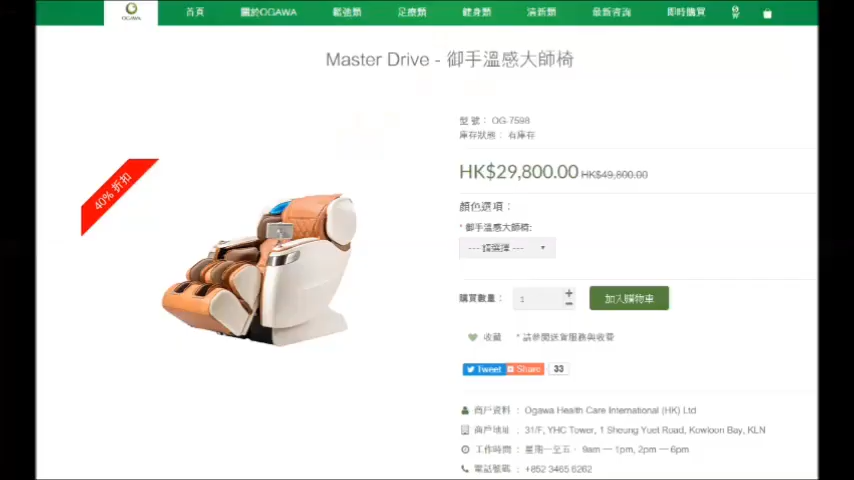 OGAWA
首頁 關於OGAWA 鬆弛類 足療類 健身類 清新類 最新咨詢 即時購買
Master Drive - 御手溫感大師椅
型 號： OG-7598
庫存狀態： 有庫存
40% 折扣
HK$29,800.00 HK$49,800.00
顏色選項：
* 御手溫感大師椅:
--- 請選擇 ---
購買數量： 1 + − 加入購物車
收藏 * 請參閱送貨服務與收費
Tweet Share 33
商戶資料 ： Ogawa Health Care International (HK) Ltd
商戶地址 ： 31/F, YHC Tower, 1 Sheung Yuet Road, Kowloon Bay, KLN
工作時間 ： 星期一至五， 9am — 1pm, 2pm — 6pm
電話號碼 ： +852 3465 6262